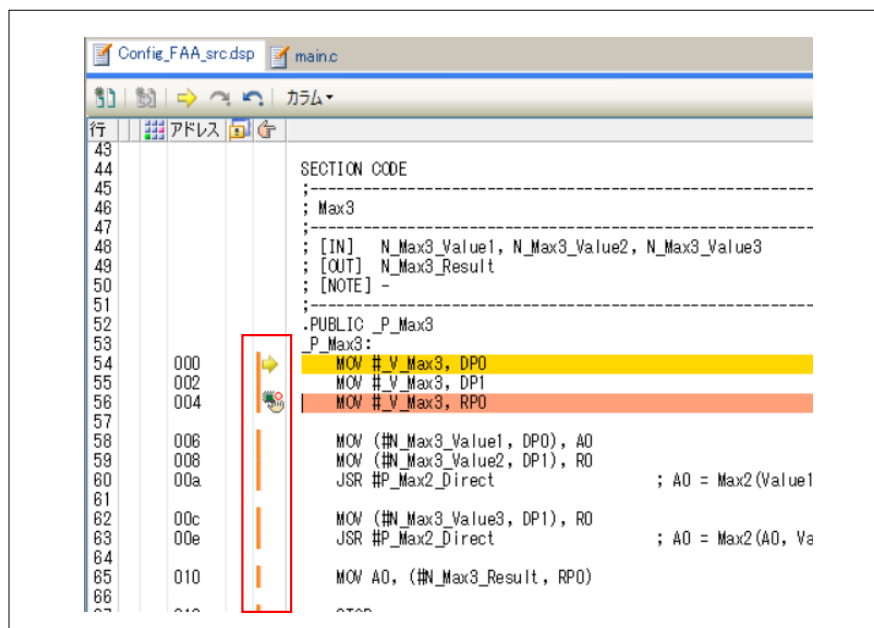 Config_FAA_src.dsp main.c
カラム▾
行 アドレス
43
44 SECTION CODE
45 ;-----------------------------------------------------------------
46 ; Max3
47 ;-----------------------------------------------------------------
48 ; [IN] N_Max3_Value1, N_Max3_Value2, N_Max3_Value3
49 ; [OUT] N_Max3_Result
50 ; [NOTE] -
51 ;-----------------------------------------------------------------
52 .PUBLIC _P_Max3
53 _P_Max3:
54 000 MOV #_V_Max3, DP0
55 002 MOV #_V_Max3, DP1
56 004 MOV #_V_Max3, RP0
57
58 006 MOV (#N_Max3_Value1, DP0), A0
59 008 MOV (#N_Max3_Value2, DP1), R0
60 00a JSR #P_Max2_Direct ; A0 = Max2(Value1
61
62 00c MOV (#N_Max3_Value3, DP1), R0
63 00e JSR #P_Max2_Direct ; A0 = Max2(A0, Va
64
65 010 MOV A0, (#N_Max3_Result, RP0)
66